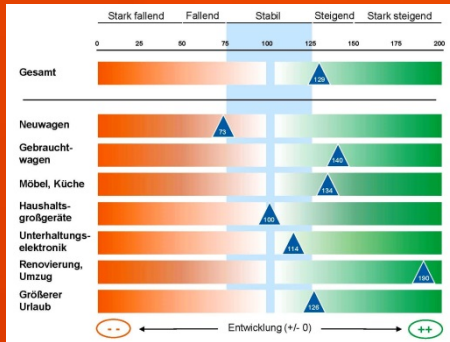 Stark fallend Fallend Stabil Steigend Stark steigend
0 25 50 75 100 125 150 175 200
Gesamt 129
Neuwagen 73
Gebraucht-
wagen 140
Möbel, Küche 134
Haushalts-
großgeräte 100
Unterhaltungs-
elektronik 114
Renovierung,
Umzug 190
Größerer
Urlaub 126
-- Entwicklung (+/- 0) ++